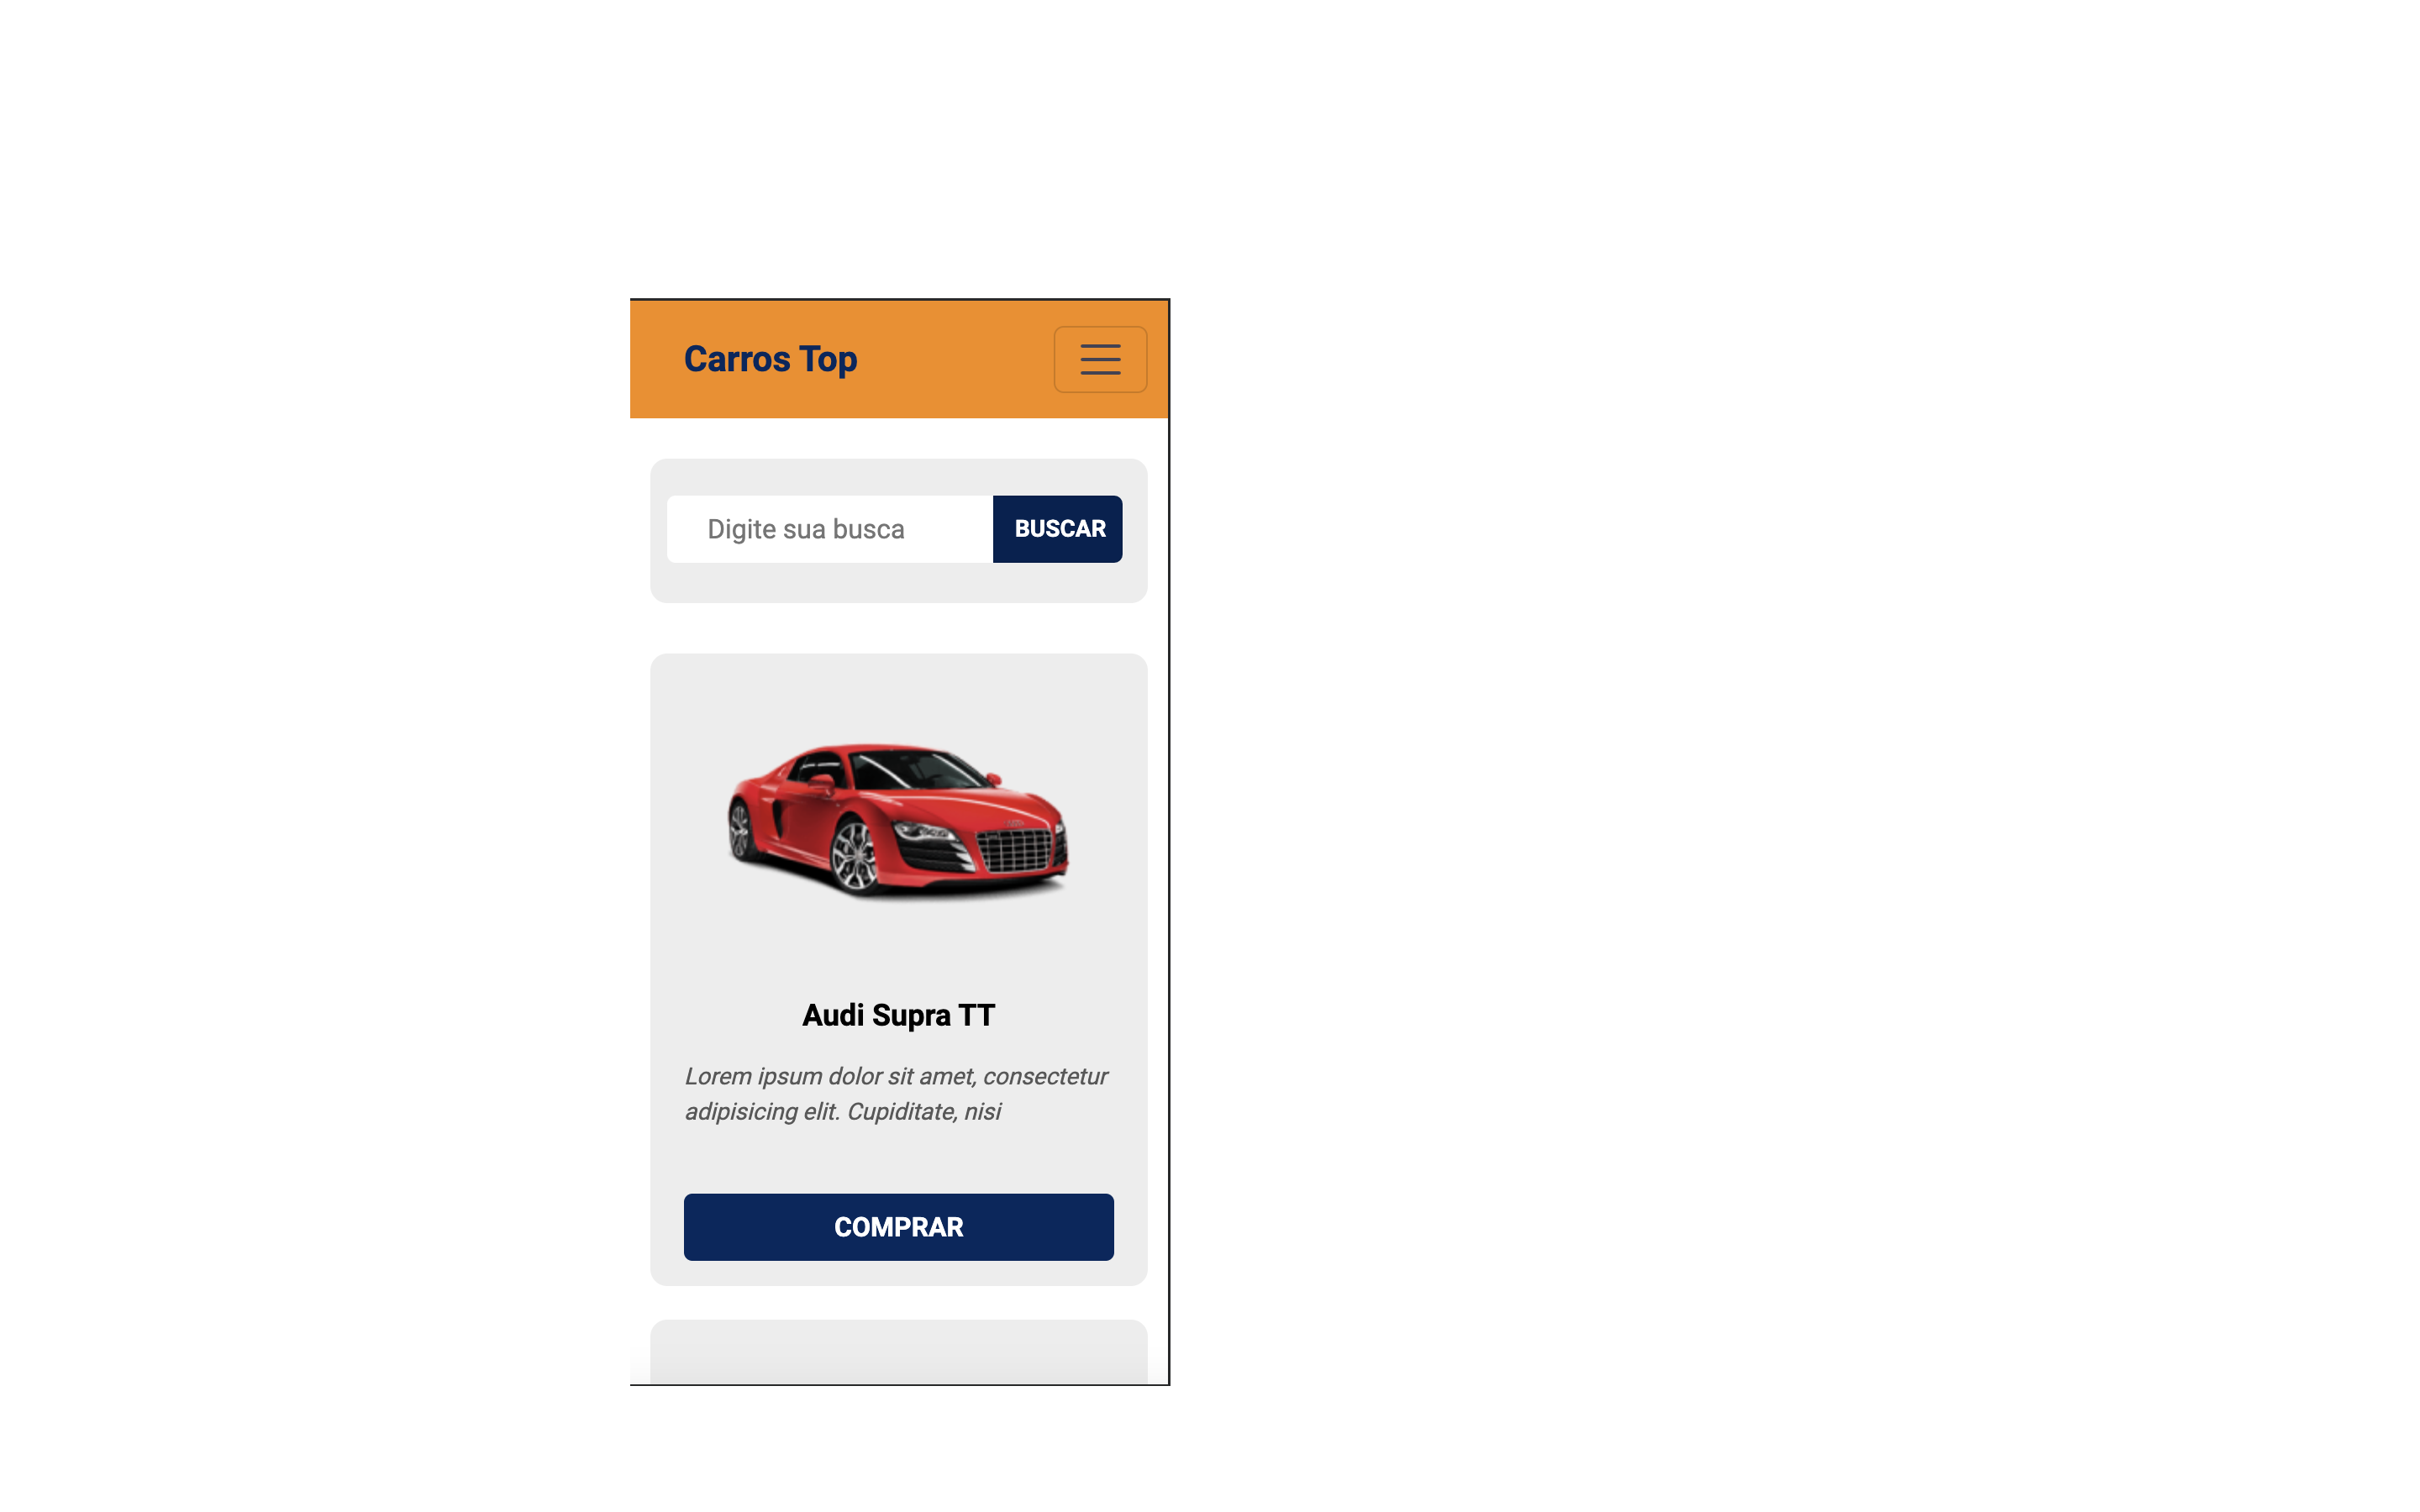 Carros Top
Digite sua busca
BUSCAR
Audi Supra TT
Lorem ipsum dolor sit amet, consectetur
adipisicing elit. Cupiditate, nisi
COMPRAR